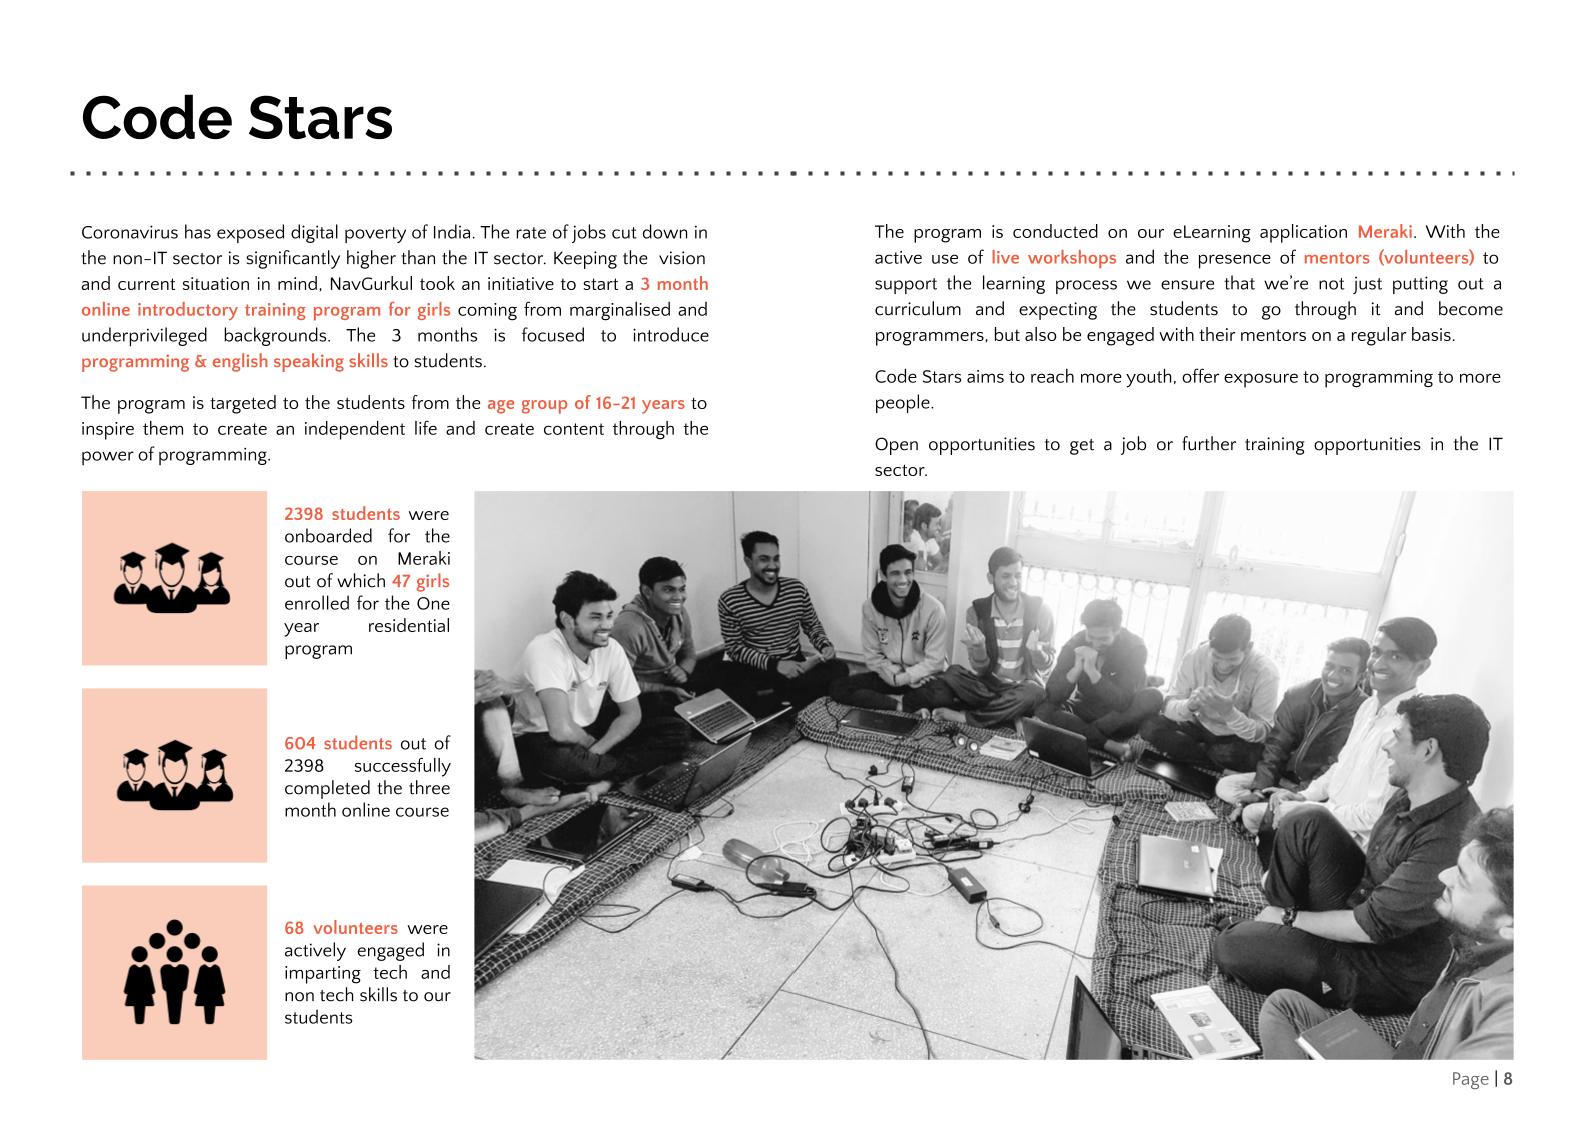 Code Stars
Coronavirus has exposed digital poverty of India. The rate of jobs cut down in
the non-IT sector is significantly higher than the IT sector. Keeping the vision
and current situation in mind, NavGurkul took an initiative to start a 3 month
online introductory training program for girls coming from marginalised and
underprivileged backgrounds. The 3 months is focused to introduce
programming & english speaking skills to students.
The program is targeted to the students from the age group of 16-21 years to
inspire them to create an independent life and create content through the
power of programming.
The program is conducted on our eLearning application Meraki. With the
active use of live workshops and the presence of mentors (volunteers) to
support the learning process we ensure that we're not just putting out a
curriculum and expecting the students to go through it and become
programmers, but also be engaged with their mentors on a regular basis.
Code Stars aims to reach more youth, offer exposure to programming to more
people.
Open opportunities to get a job or further training opportunities in the IT
sector.
2398 students were
onboarded for the
course on Meraki
out of which 47 girls
enrolled for the One
year residential
program
604 students out of
2398 successfully
completed the three
month online course
68 volunteers were
actively engaged in
imparting tech and
non tech skills to our
students
Page | 8